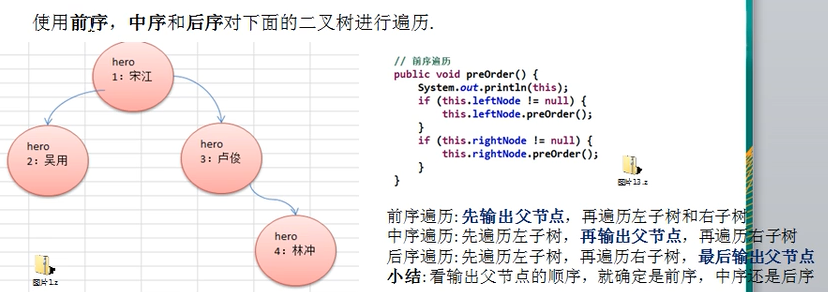 使用前序，中序和后序对下面的二叉树进行遍历.
hero
1：宋江
hero
2：吴用
hero
3：卢俊
hero
4：林冲
图片1.z
// 前序遍历
public void preOrder() {
System.out.println(this);
if (this.leftNode != null) {
this.leftNode.preOrder();
}
if (this.rightNode != null) {
this.rightNode.preOrder();
}
}
图片13.z
前序遍历: 先输出父节点，再遍历左子树和右子树
中序遍历: 先遍历左子树，再输出父节点，再遍历右子树
后序遍历: 先遍历左子树，再遍历右子树，最后输出父节点
小结: 看输出父节点的顺序，就确定是前序，中序还是后序